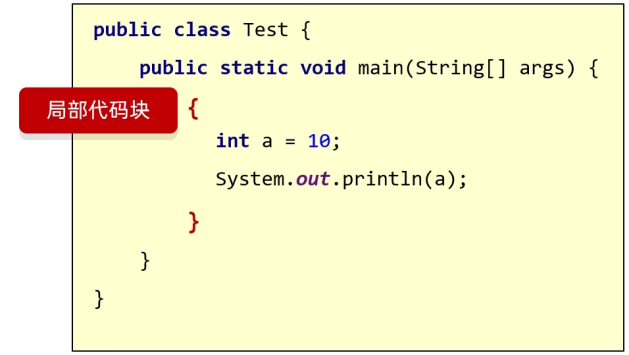 public class Test {
public static void main(String[] args) {
局部代码块 {
int a = 10;
System.out.println(a);
}
}
}